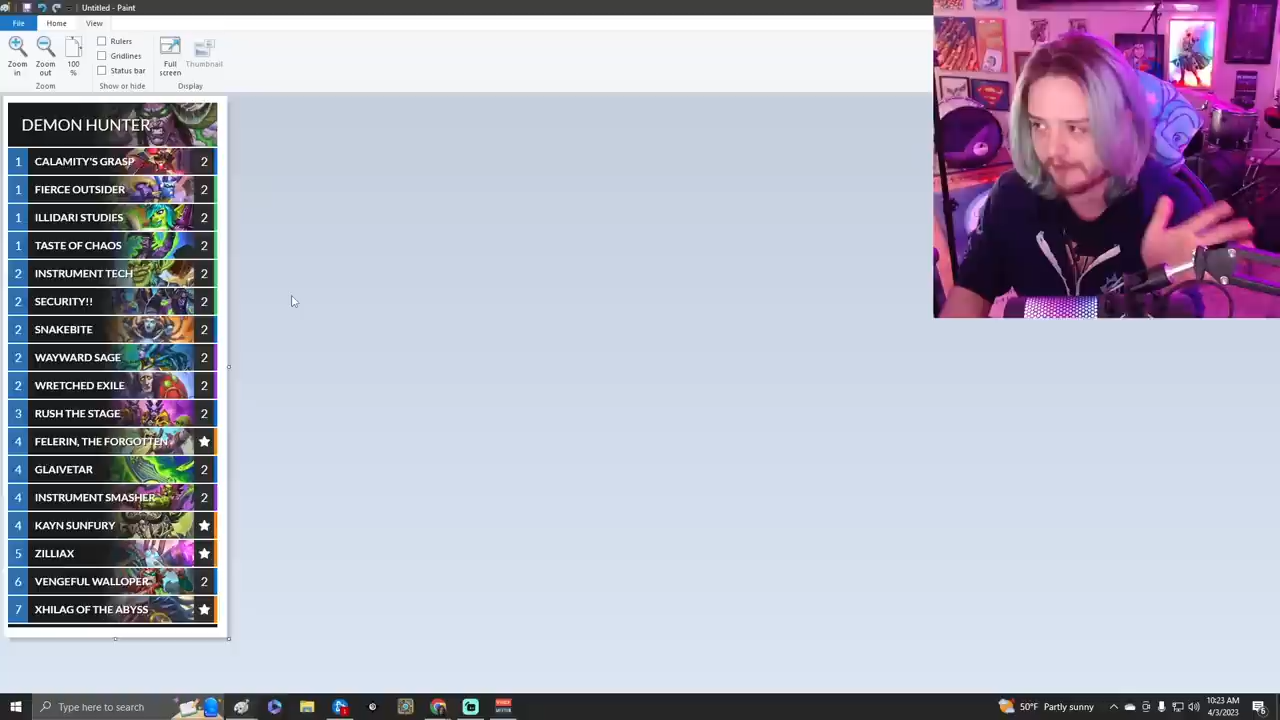 Untitled - Paint
File Home View
Zoom in
Zoom out
100 %
Rulers
Gridlines
Status bar
Full screen
Thumbnail
Zoom
Show or hide
Display
DEMON HUNTER
1 CALAMITY'S GRASP 2
1 FIERCE OUTSIDER 2
1 ILLIDARI STUDIES 2
1 TASTE OF CHAOS 2
2 INSTRUMENT TECH 2
2 SECURITY!! 2
2 SNAKEBITE 2
2 WAYWARD SAGE 2
2 WRETCHED EXILE 2
3 RUSH THE STAGE 2
4 FELERIN, THE FORGOTTEN
4 GLAIVETAR 2
4 INSTRUMENT SMASHER 2
4 KAYN SUNFURY
5 ZILLIAX
6 VENGEFUL WALLOPER 2
7 XHILAG OF THE ABYSS
Type here to search
50°F Partly sunny
10:23 AM
4/3/2023